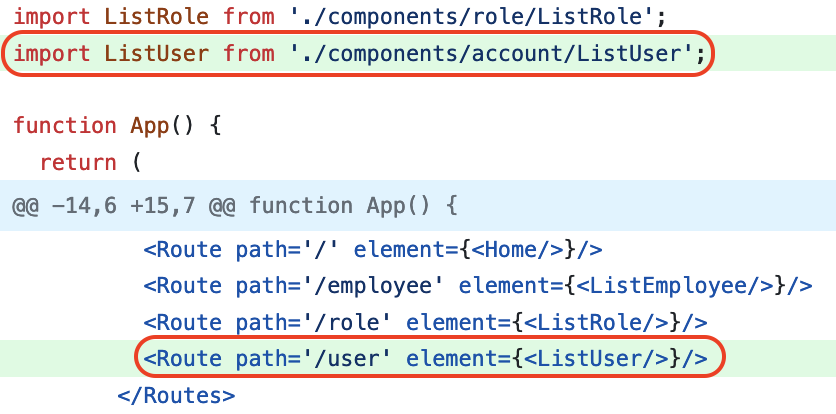 import ListRole from './components/role/ListRole';
import ListUser from './components/account/ListUser';
function App() {
return (
@@ -14,6 +15,7 @@ function App() {
<Route path='/' element={<Home/>}/>
<Route path='/employee' element={<ListEmployee/>}/>
<Route path='/role' element={<ListRole/>}/>
<Route path='/user' element={<ListUser/>}/>
</Routes>